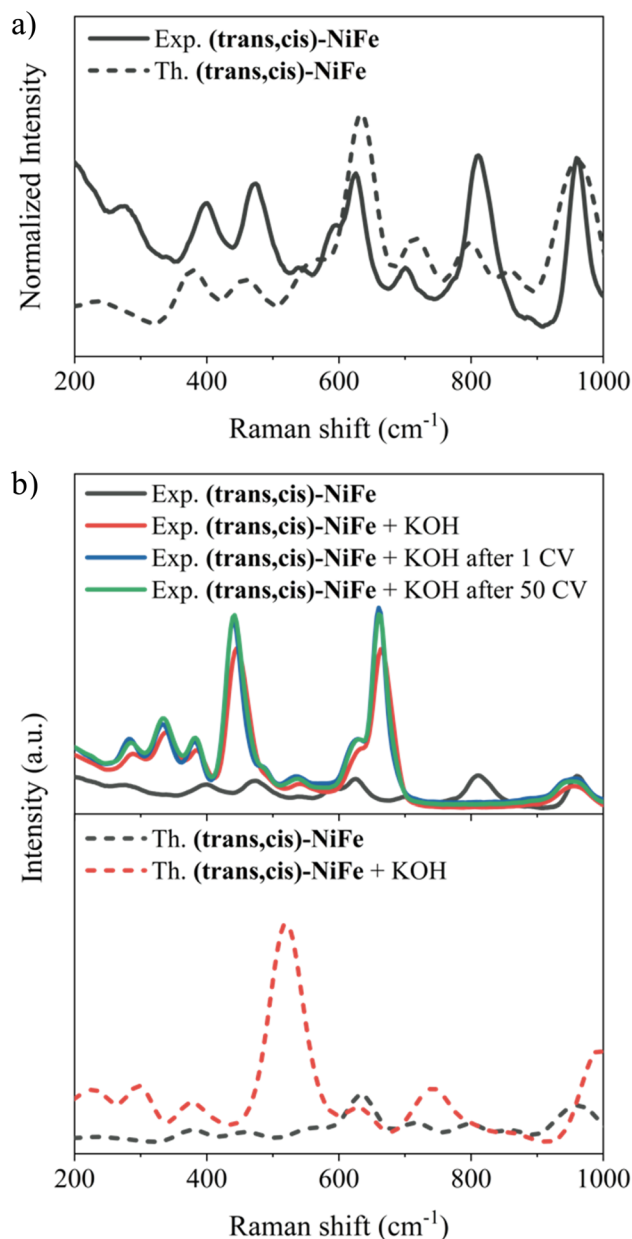 a)
Exp. (trans,cis)-NiFe
Th. (trans,cis)-NiFe
Normalized Intensity
200 400 600 800 1000
Raman shift (cm⁻¹)
b)
Exp. (trans,cis)-NiFe
Exp. (trans,cis)-NiFe + KOH
Exp. (trans,cis)-NiFe + KOH after 1 CV
Exp. (trans,cis)-NiFe + KOH after 50 CV
Intensity (a.u.)
Th. (trans,cis)-NiFe
Th. (trans,cis)-NiFe + KOH
200 400 600 800 1000
Raman shift (cm⁻¹)